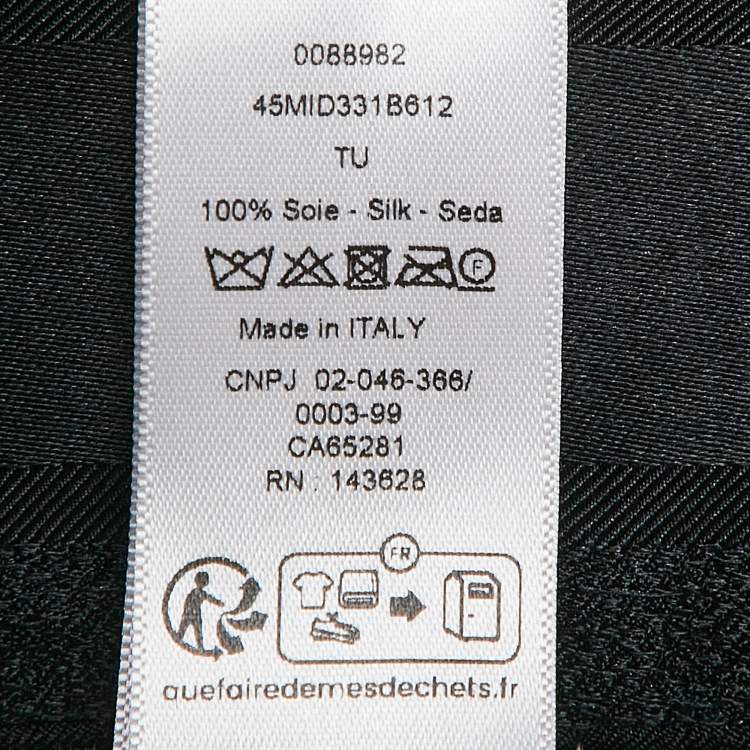 0088982
45MID331B612
TU
100% Soie - Silk - Seda
F
Made in ITALY
CNPJ 02-046-366/
0003-99
CA65281
RN : 143628
FR
quefairedemesdechets.fr